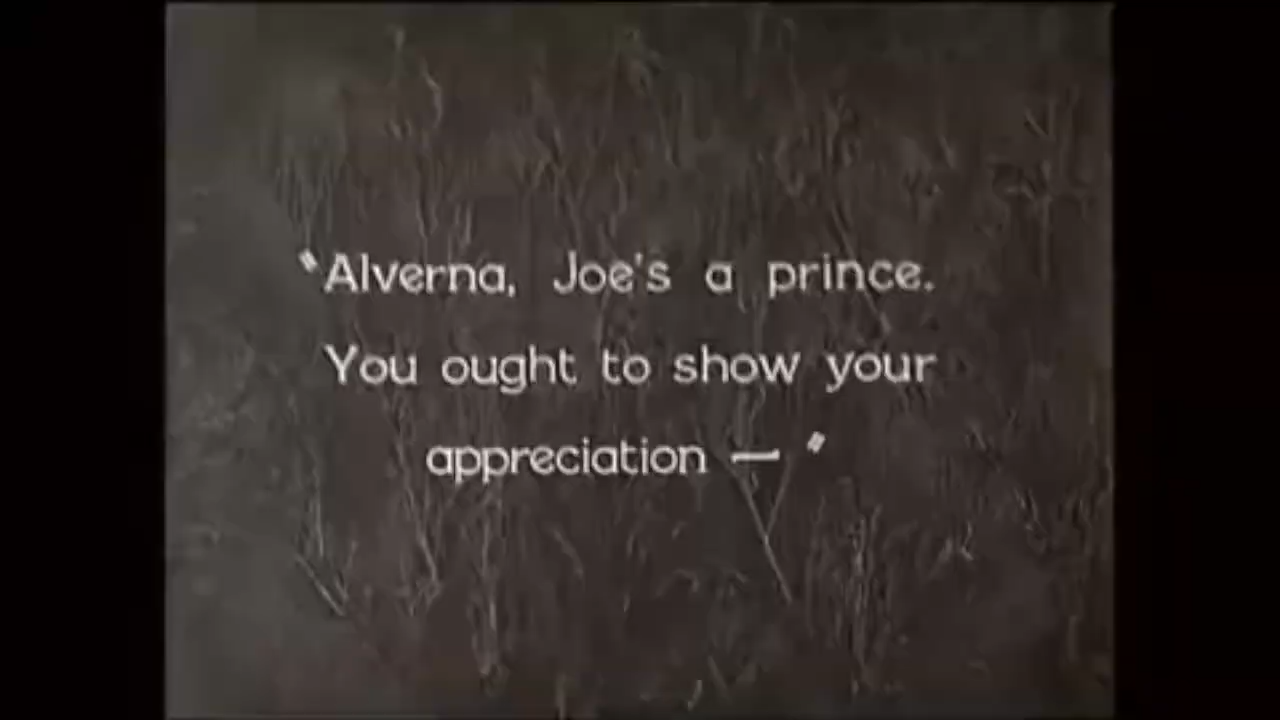 "Alverna, Joe's a prince.
You ought to show your
appreciation — "